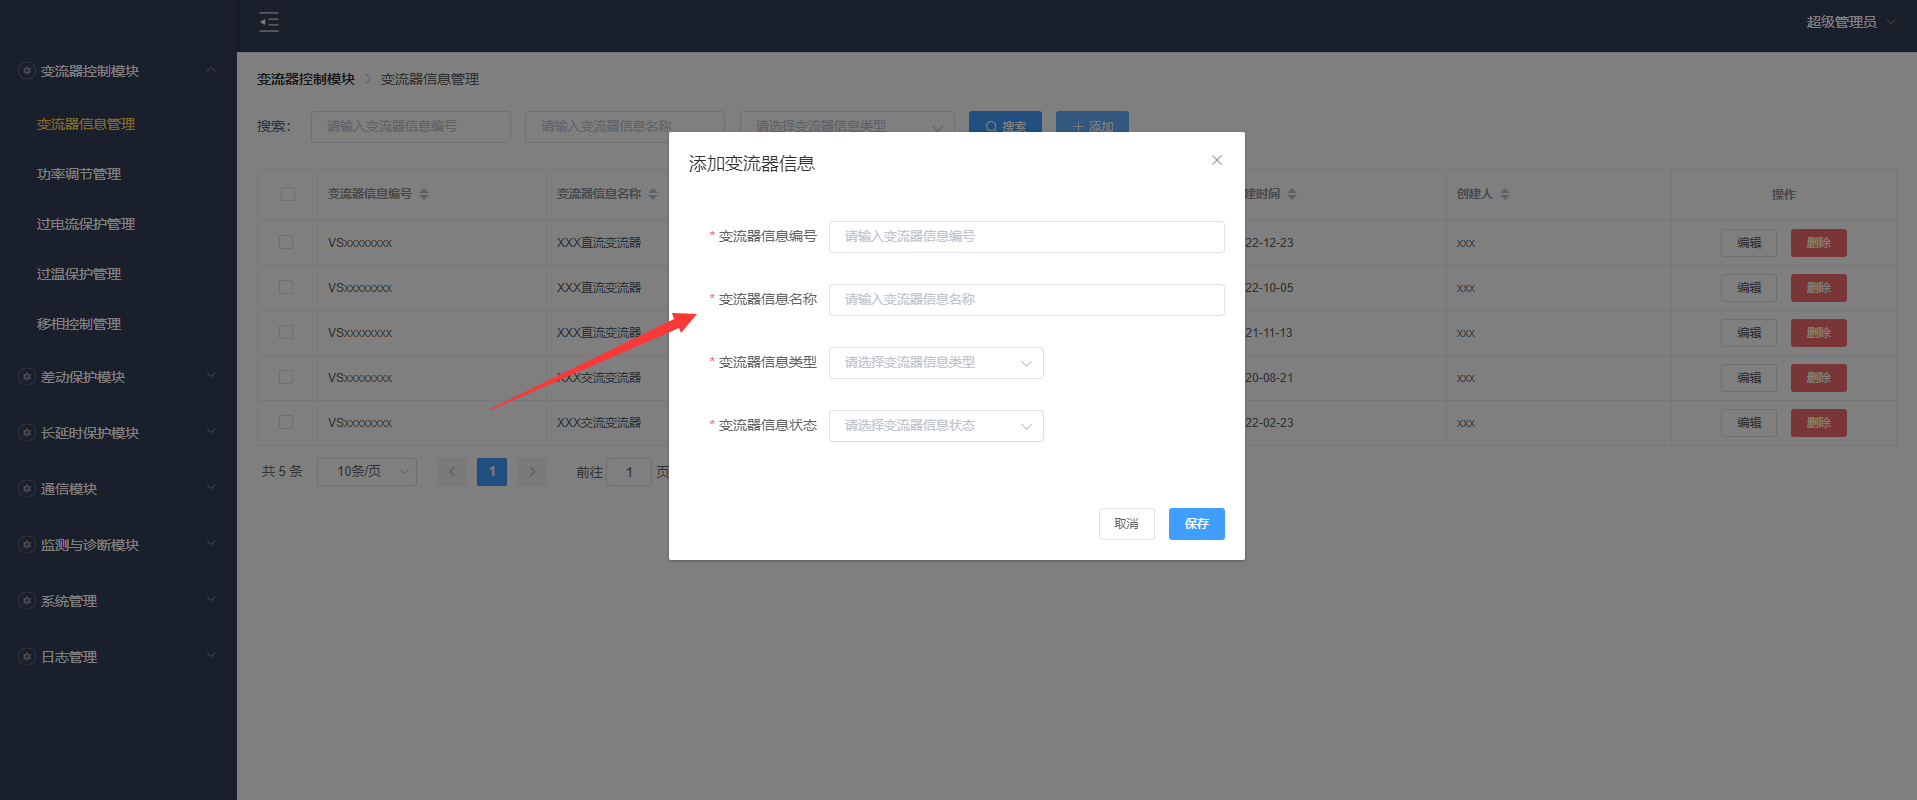 超级管理员
变流器控制模块
变流器信息管理
功率调节管理
过电流保护管理
过温保护管理
移相控制管理
差动保护模块
长延时保护模块
通信模块
监测与诊断模块
系统管理
日志管理
变流器控制模块 > 变流器信息管理
搜索： 请输入变流器信息编号 请输入变流器信息名称 请选择变流器信息类型 搜索 + 添加
变流器信息编号 变流器信息名称 建时间 创建人 操作
VSxxxxxxxx XXX直流变流器 22-12-23 xxx 编辑 删除
VSxxxxxxxx XXX直流变流器 22-10-05 xxx 编辑 删除
VSxxxxxxxx XXX直流变流器 21-11-13 xxx 编辑 删除
VSxxxxxxxx XXX交流变流器 20-08-21 xxx 编辑 删除
VSxxxxxxxx XXX交流变流器 22-02-23 xxx 编辑 删除
共 5 条 10条/页 < 1 > 前往 1 页
添加变流器信息
* 变流器信息编号 请输入变流器信息编号
* 变流器信息名称 请输入变流器信息名称
* 变流器信息类型 请选择变流器信息类型
* 变流器信息状态 请选择变流器信息状态
取消 保存